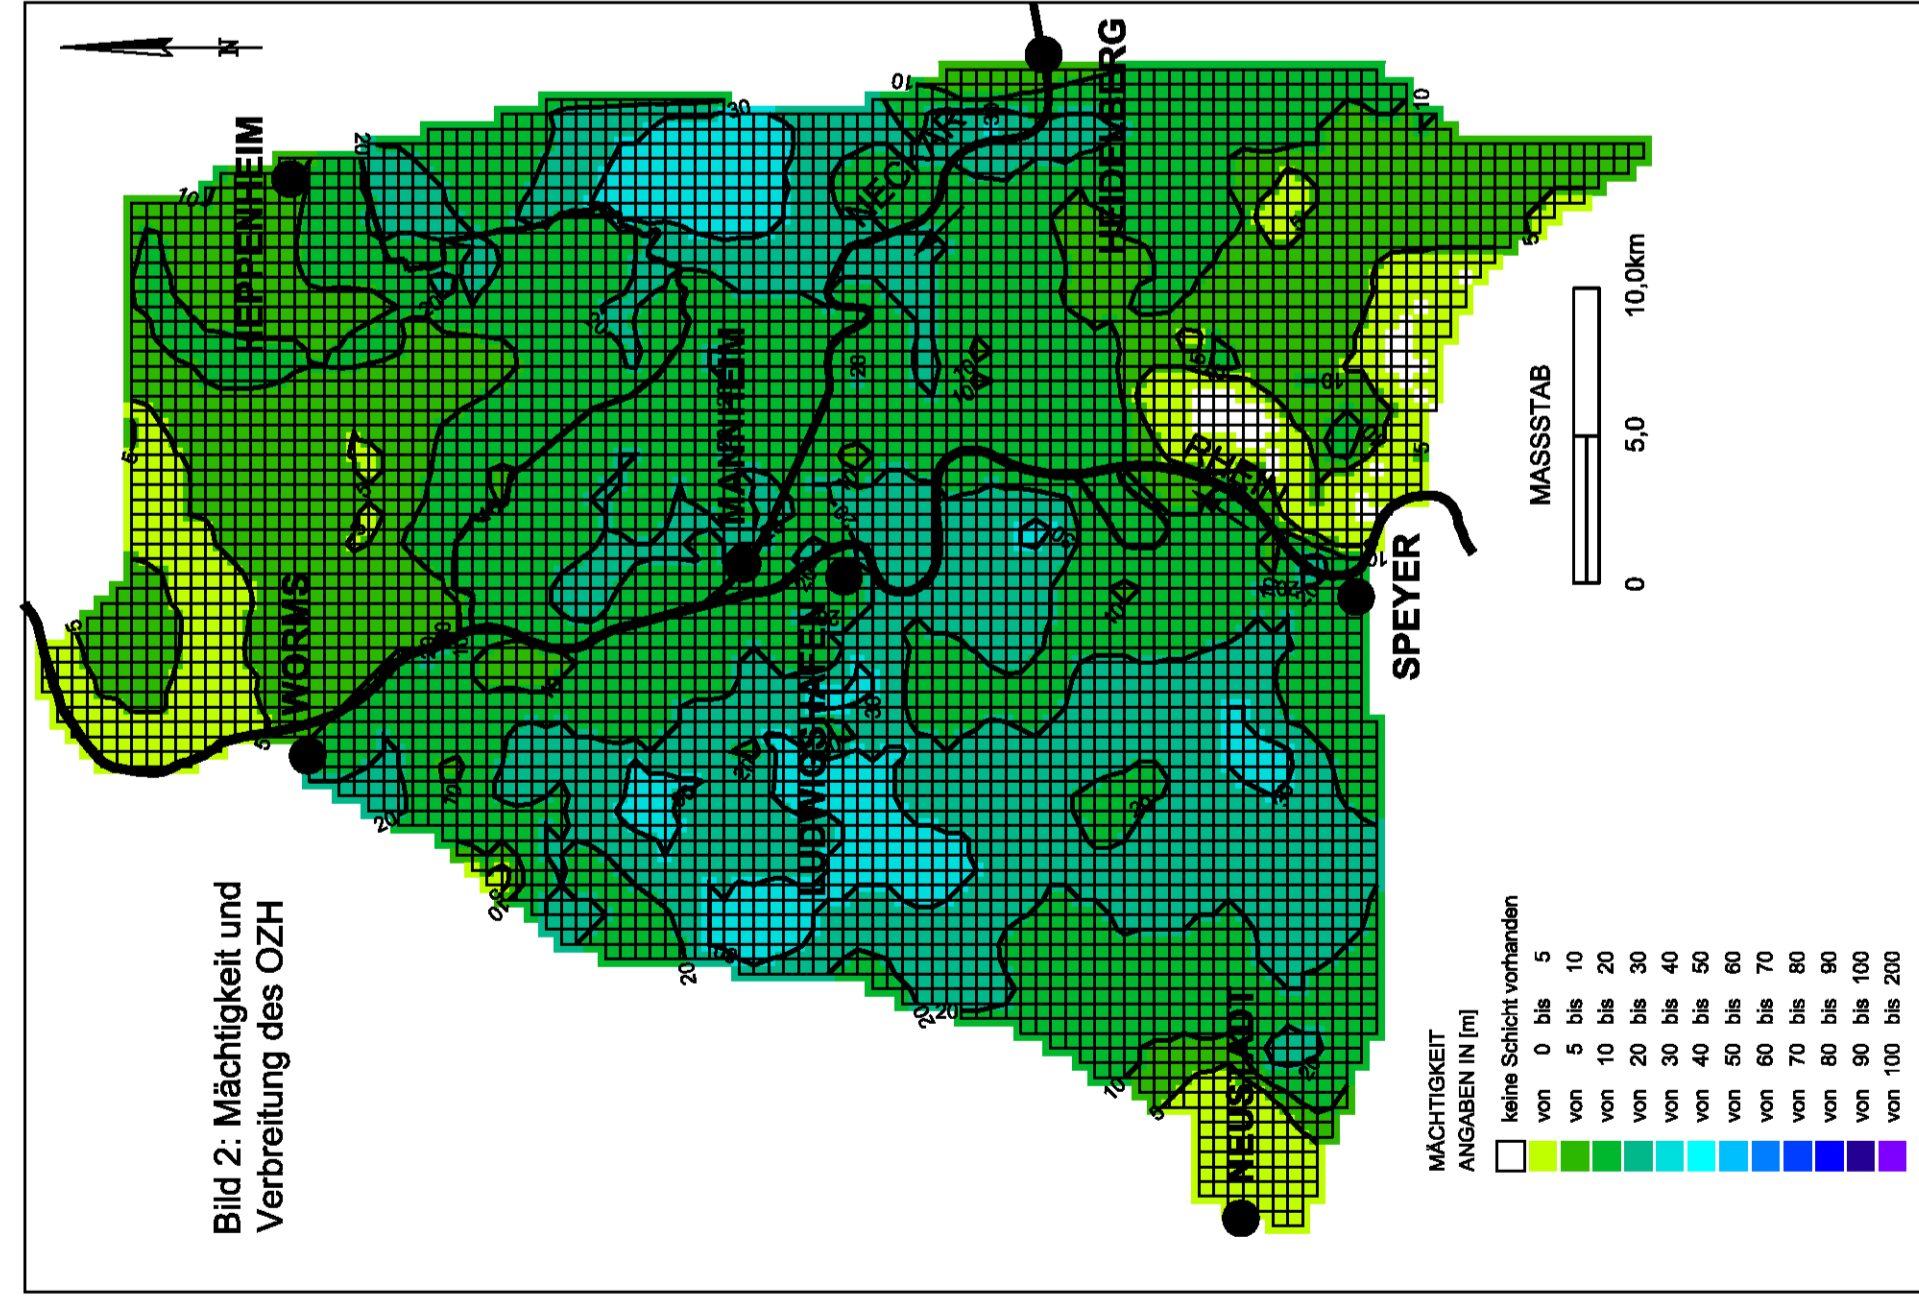 Bild 2: Mächtigkeit und
Verbreitung des OZH
N
HEPPENHEIM
WORMS
MANNHEIM
LUDWIGSHAFEN
NECKAR
HEIDELBERG
RHEIN
SPEYER
NEUSTADT
MASSSTAB
0 5,0 10,0km
MÄCHTIGKEIT
ANGABEN IN [m]
keine Schicht vorhanden
von 0 bis 5
von 5 bis 10
von 10 bis 20
von 20 bis 30
von 30 bis 40
von 40 bis 50
von 50 bis 60
von 60 bis 70
von 70 bis 80
von 80 bis 90
von 90 bis 100
von 100 bis 200